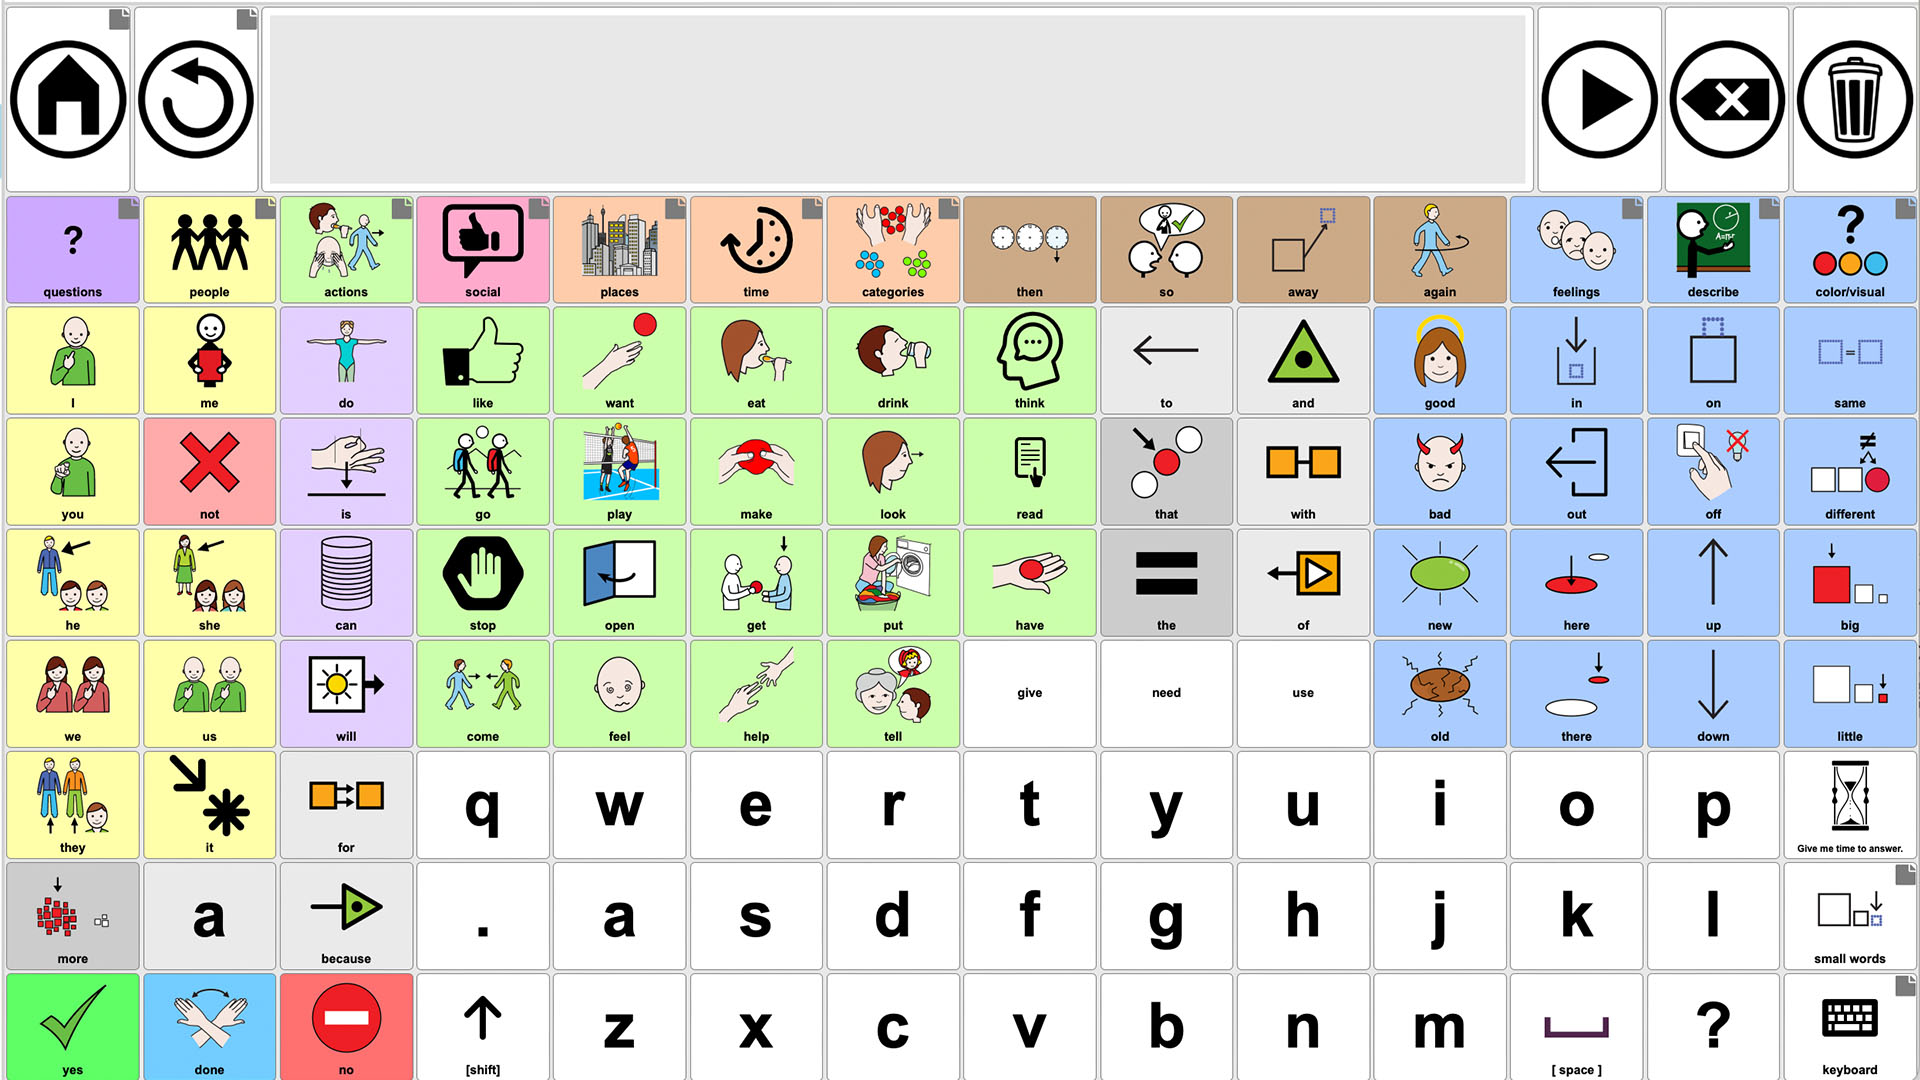 ? questions
people
actions
social
places
time
categories
then
so
away
again
feelings
describe
? color/visual
I
me
do
like
want
eat
drink
think
to
and
good
in
on
same
you
not
is
go
play
make
look
read
that
with
bad
out
off
different
he
she
can
stop
open
get
put
have
the
of
new
here
up
big
we
us
will
come
feel
help
tell
give
need
use
old
there
down
little
they
it
for
q
w
e
r
t
y
u
i
o
p
Give me time to answer.
more
a
because
.
a
s
d
f
g
h
j
k
l
small words
yes
done
no
[shift]
z
x
c
v
b
n
m
[ space ]
?
keyboard